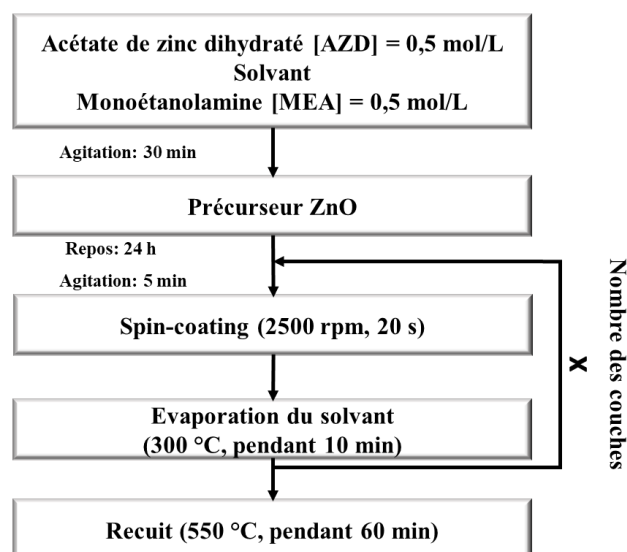 Acétate de zinc dihydraté [AZD] = 0,5 mol/L
Solvant
Monoétanolamine [MEA] = 0,5 mol/L
Agitation: 30 min
Précurseur ZnO
Repos: 24 h
Agitation: 5 min
Spin-coating (2500 rpm, 20 s)
Evaporation du solvant
(300 °C, pendant 10 min)
Recuit (550 °C, pendant 60 min)
X
Nombre des couches